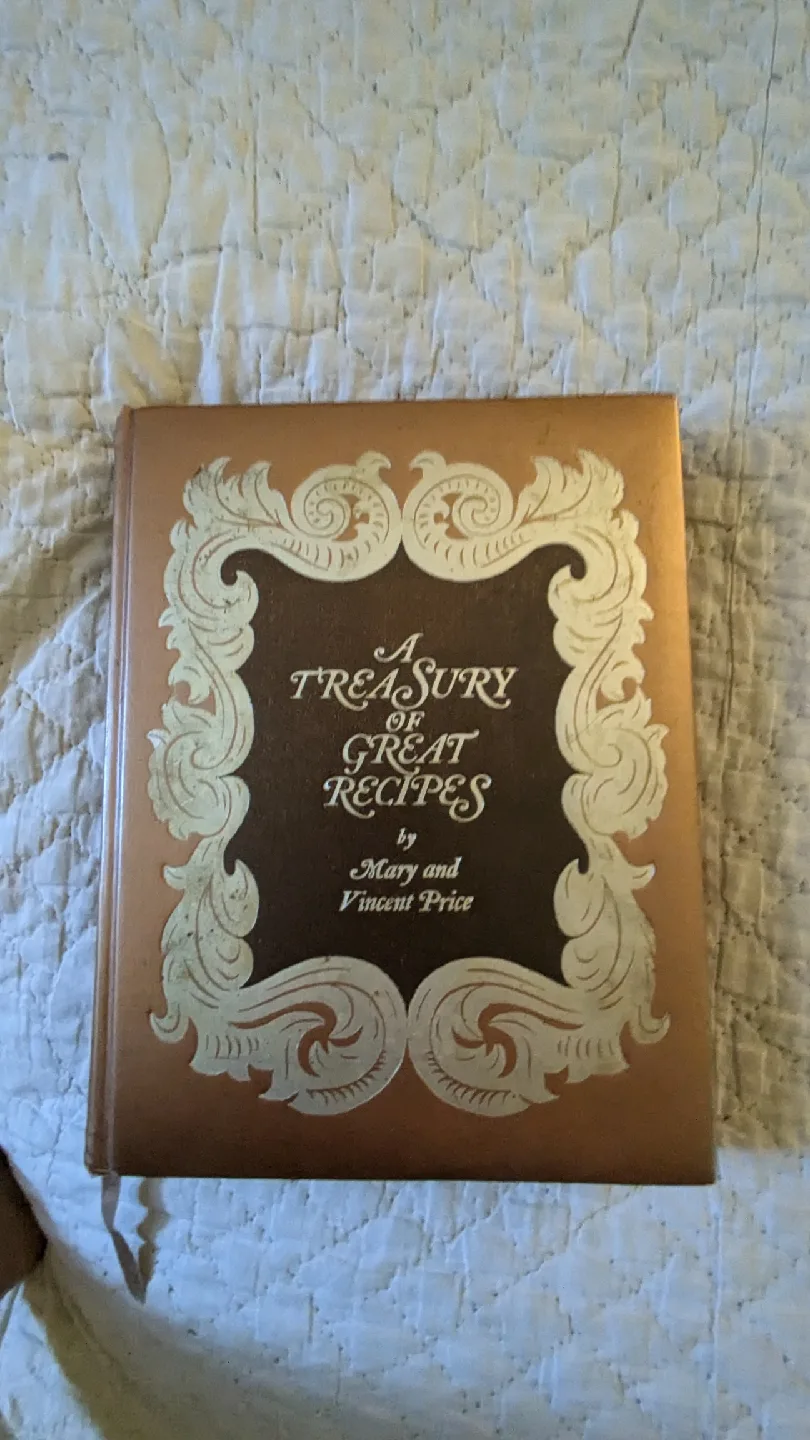 A
TREASURY
OF
GREAT
RECIPES
by
Mary and
Vincent Price